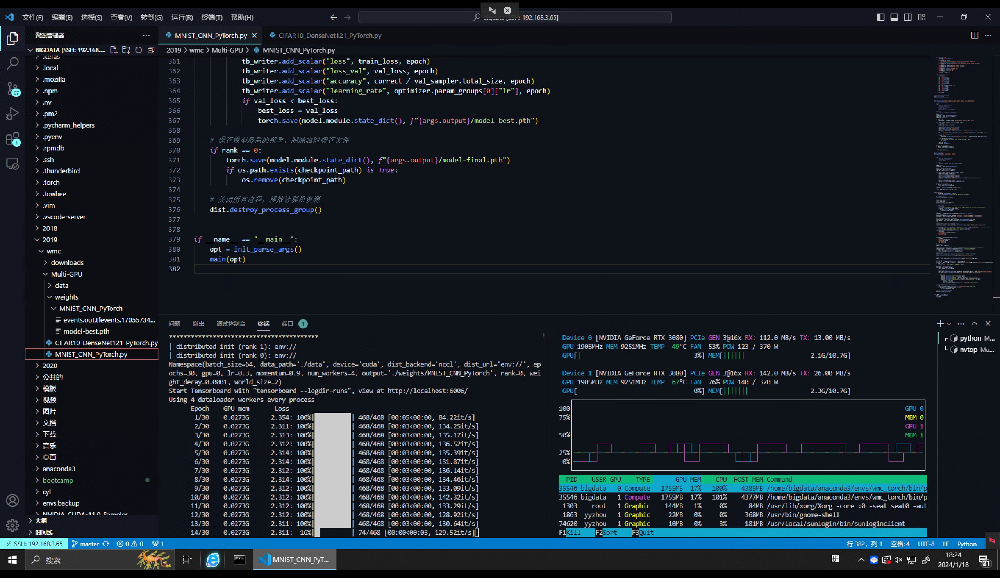 文件(F) 编辑(E) 选择(S) 查看(V) 转到(G) 运行(R) 终端(T) 帮助(H)
bigdata [SSH: 192.168.3.65]
资源管理器
MNIST_CNN_PyTorch.py
CIFAR10_DenseNet121_PyTorch.py
BIGDATA [SSH: 192.168....
2019 > wmc > Multi-GPU > MNIST_CNN_PyTorch.py
.keras
.local
.mozilla
.npm
.nv
.pm2
.pycharm_helpers
.pyenv
.rpmdb
.ssh
.thunderbird
.torch
.towhee
.vim
.vscode-server
2018
2019
wmc
downloads
Multi-GPU
data
weights
MNIST_CNN_PyTorch
events.out.tfevents.17055734...
model-best.pth
CIFAR10_DenseNet121_PyTorch.py
MNIST_CNN_PyTorch.py
2020
公共的
模板
视频
图片
文档
下载
音乐
桌面
anaconda3
bootcamp
cyl
envs.backup
NVIDIA_CUDA-11.0_Samples
大纲
时间线
67
1
361 tb_writer.add_scalar("loss", train_loss, epoch)
362 tb_writer.add_scalar("loss_val", val_loss, epoch)
363 tb_writer.add_scalar("accuracy", correct / val_sampler.total_size, epoch)
364 tb_writer.add_scalar("learning_rate", optimizer.param_groups[0]["lr"], epoch)
365 if val_loss < best_loss:
366 best_loss = val_loss
367 torch.save(model.module.state_dict(), f"{args.output}/model-best.pth")
368
369 # 保存模型最后的权重，删除临时缓存文件
370 if rank == 0:
371 torch.save(model.module.state_dict(), f"{args.output}/model-final.pth")
372 if os.path.exists(checkpoint_path) is True:
373 os.remove(checkpoint_path)
374
375 # 关闭所有进程，释放计算机资源
376 dist.destroy_process_group()
377
378
379 if __name__ == "__main__":
380 opt = init_parse_args()
381 main(opt)
382
问题 输出 调试控制台 终端 端口 1
*****************************************
| distributed init (rank 1): env://
| distributed init (rank 0): env://
Namespace(batch_size=64, data_path='./data', device='cuda', dist_backend='nccl', dist_url='env://', ep
ochs=30, gpu=0, lr=0.3, momentum=0.9, num_workers=4, output='./weights/MNIST_CNN_PyTorch', rank=0, wei
ght_decay=0.0001, world_size=2)
Start Tensorboard with "tensorboard --logdir=runs", view at http://localhost:6006/
Using 4 dataloader workers every process
Epoch GPU_mem Loss
1/30 0.0273G 2.354: 100%| | 468/468 [00:05<00:00, 84.22it/s]
2/30 0.0273G 2.311: 100%| | 468/468 [00:03<00:00, 134.25it/s]
3/30 0.0273G 2.313: 100%| | 468/468 [00:03<00:00, 135.17it/s]
4/30 0.0273G 2.312: 100%| | 468/468 [00:03<00:00, 136.52it/s]
5/30 0.0273G 2.314: 100%| | 468/468 [00:03<00:00, 135.39it/s]
6/30 0.0273G 2.314: 100%| | 468/468 [00:03<00:00, 131.87it/s]
7/30 0.0273G 2.312: 100%| | 468/468 [00:03<00:00, 136.14it/s]
8/30 0.0273G 2.314: 100%| | 468/468 [00:03<00:00, 134.46it/s]
9/30 0.0273G 2.312: 100%| | 468/468 [00:03<00:00, 133.09it/s]
10/30 0.0273G 2.312: 100%| | 468/468 [00:03<00:00, 142.32it/s]
11/30 0.0273G 2.312: 100%| | 468/468 [00:03<00:00, 133.29it/s]
12/30 0.0273G 2.312: 100%| | 468/468 [00:03<00:00, 128.92it/s]
13/30 0.0273G 2.312: 100%| | 468/468 [00:03<00:00, 130.64it/s]
14/30 0.0273G 2.311: 16%| | 74/468 [00:00<00:03, 129.52it/s]
Device 0 [NVIDIA GeForce RTX 3080] PCIe GEN 3@16x RX: 112.0 MB/s TX: 13.00 MB/s
GPU 1905MHz MEM 9251MHz TEMP 49°C FAN 53% POW 123 / 370 W
GPU[| 3%] MEM[|||||| 2.1G/10.7G]
Device 1 [NVIDIA GeForce RTX 3080] PCIe GEN 3@16x RX: 142.0 MB/s TX: 26.00 MB/s
GPU 1905MHz MEM 9251MHz TEMP 67°C FAN 76% POW 140 / 370 W
GPU[ 0%] MEM[||||||| 2.3G/10.7G]
100 GPU 0
75% MEM 0
GPU 1
50% MEM 1
25%
0%
PID USER GPU TYPE GPU MEM CPU HOST MEM Command
35546 bigdata 0 Compute 1755MB 17% 100% 4385MB /home/bigdata/anaconda3/envs/wmc_torch/bin/p
35546 bigdata 1 Compute 1755MB 17% 101% 4377MB /home/bigdata/anaconda3/envs/wmc_torch/bin/p
1303 root 1 Graphic 144MB 1% 0% 84MB /usr/lib/xorg/Xorg -core :0 -seat seat0 -aut
1863 yyzhou 1 Graphic 22MB 0% 0% 368MB /usr/bin/gnome-shell
74620 yyzhou 1 Graphic 10MB 0% 3% 181MB /usr/local/sunlogin/bin/sunloginclient
F1Kill F2Sort F3Quit
python M...
nvtop Mu...
SSH: 192.168.3.65 master 0 0 1
行 382，列 1 空格: 4 UTF-8 LF Python
搜索
MNIST_CNN_PyT...
拼
18:24
2024/1/18
21